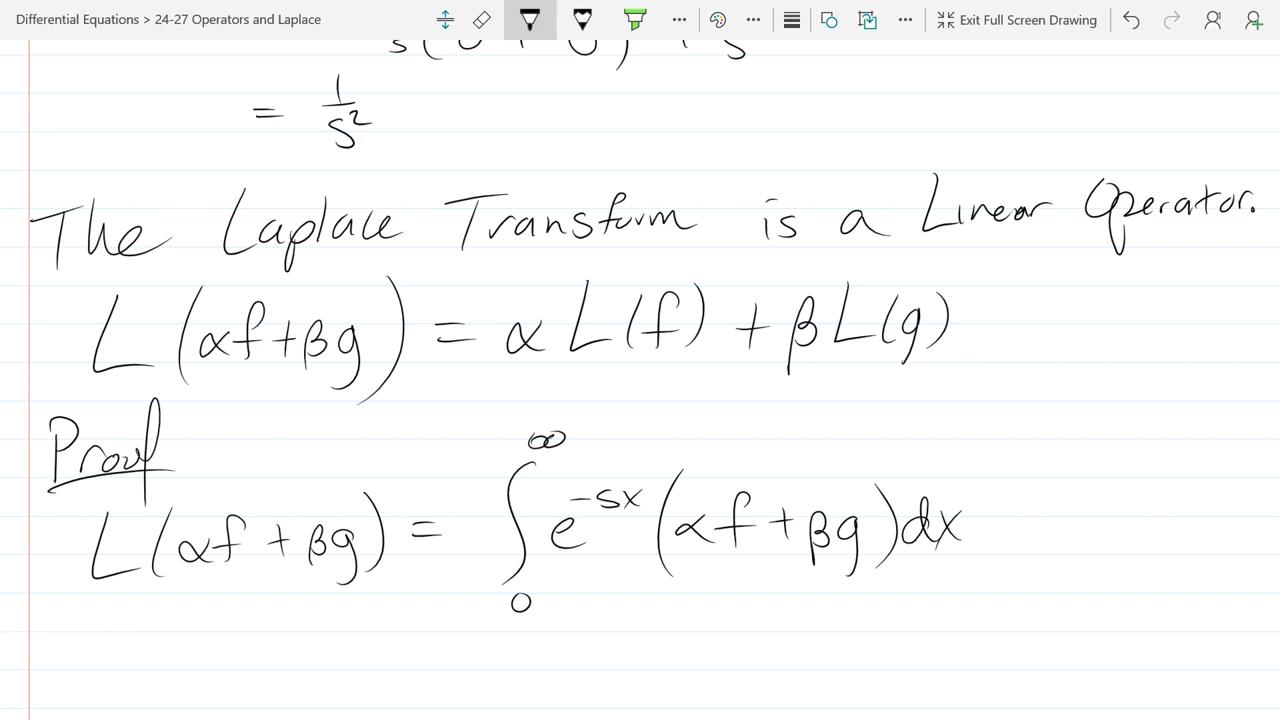 Differential Equations > 24-27 Operators and Laplace
Exit Full Screen Drawing
= 1/s²
The Laplace Transform is a Linear Operator.
L(αf+βg) = αL(f) + βL(g)
Proof
L(αf+βg) = ∫₀^∞ e^(-sx) (αf+βg)dx